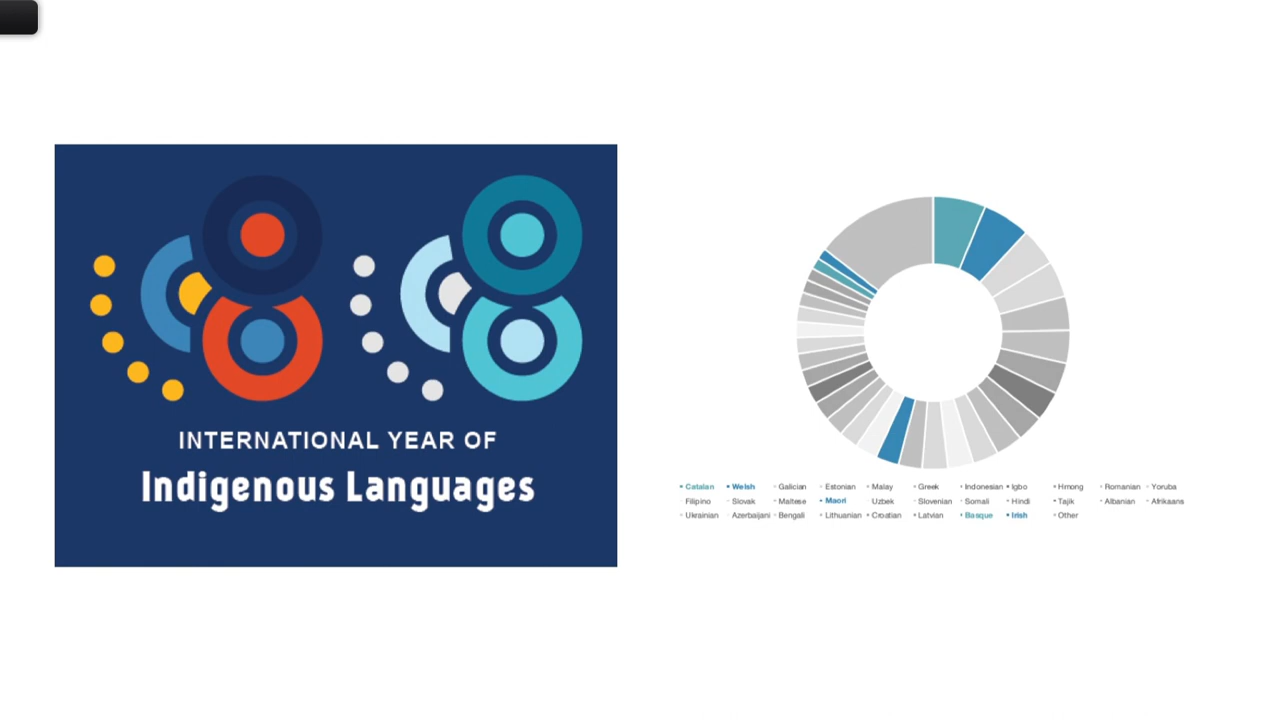 INTERNATIONAL YEAR OF
Indigenous Languages
Catalan Welsh Galician Estonian Malay Greek Indonesian Igbo Hmong Romanian Yoruba
Filipino Slovak Maltese Maori Uzbek Slovenian Somali Hindi Tajik Albanian Afrikaans
Ukrainian Azerbaijani Bengali Lithuanian Croatian Latvian Basque Irish Other